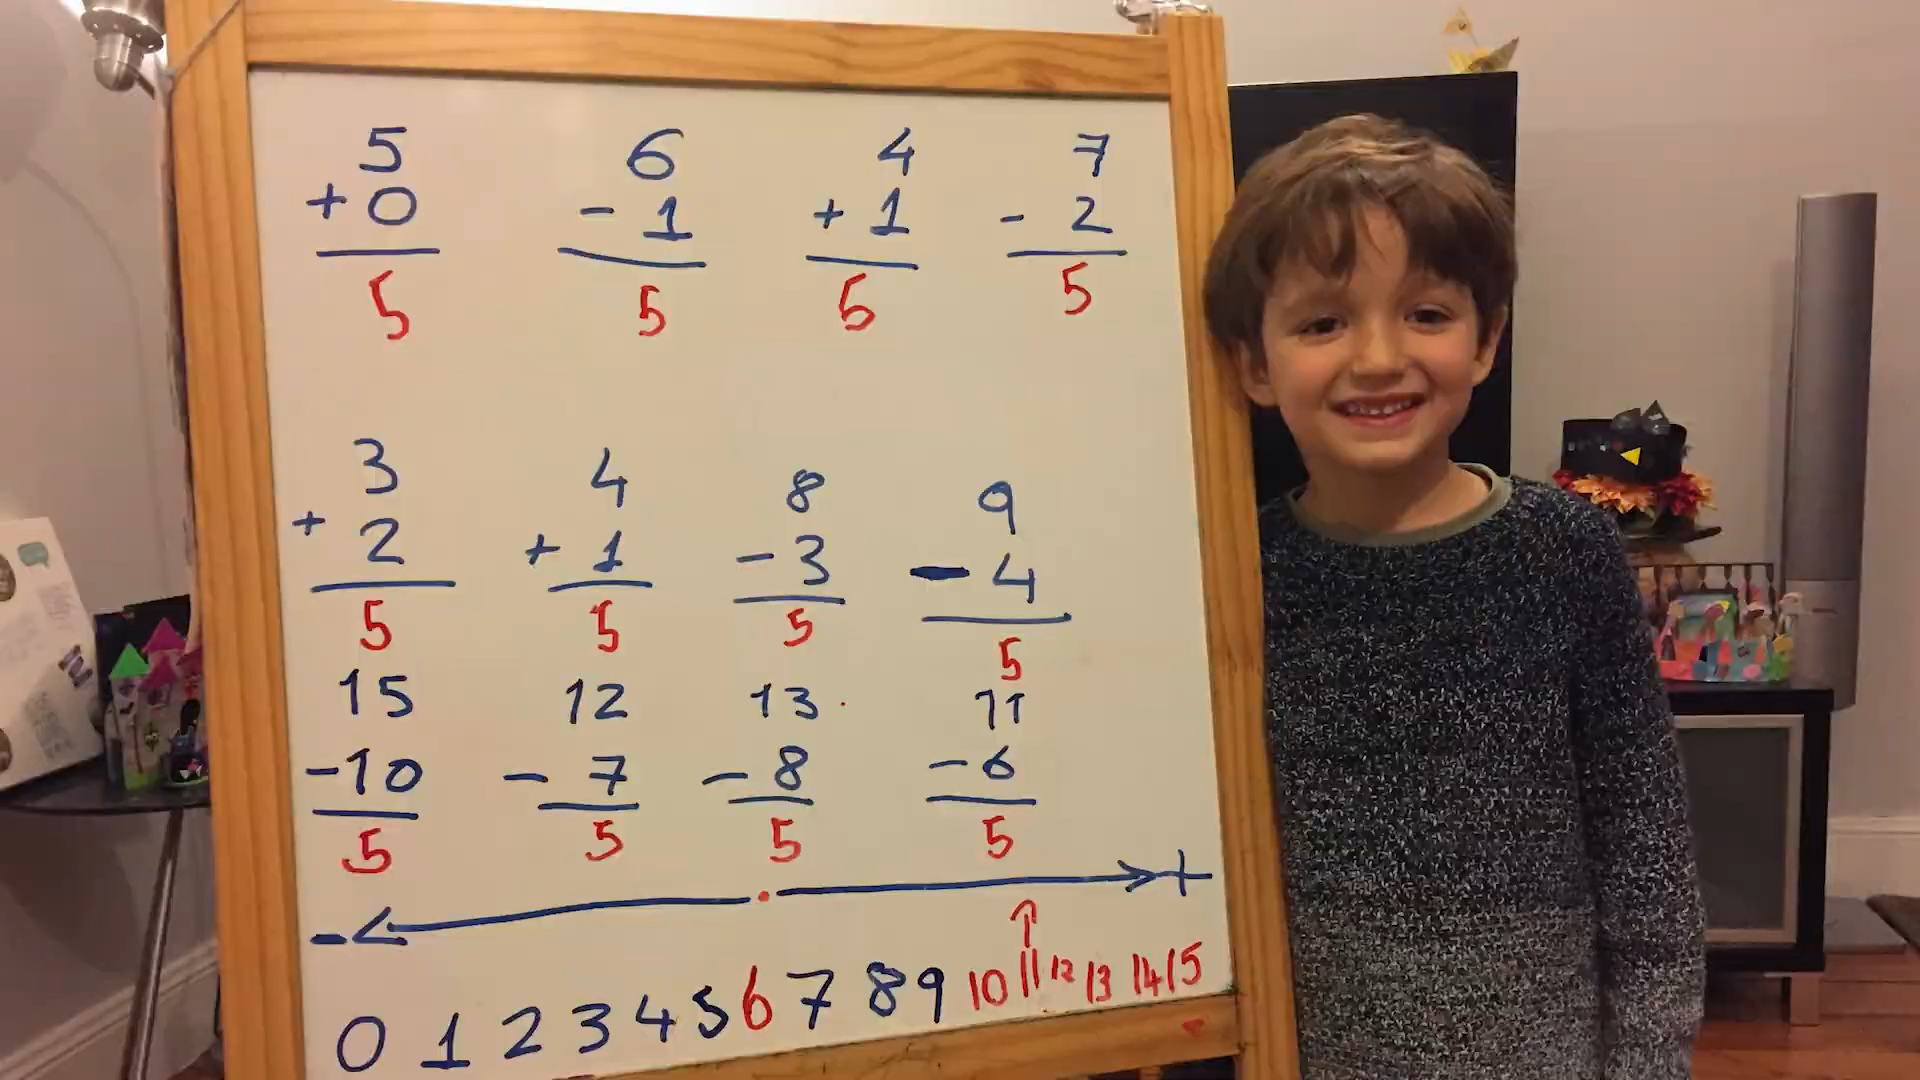 5 6 4 7
+ 0 - 1 + 1 - 2
5 5 5 5
3 4 8 9
+ 2 + 1 - 3 - 4
5 5 5 5
15 12 13 11
- 10 - 7 - 8 - 6
5 5 5 5
- +
0 1 2 3 4 5 6 7 8 9 10 11 12 13 14 15